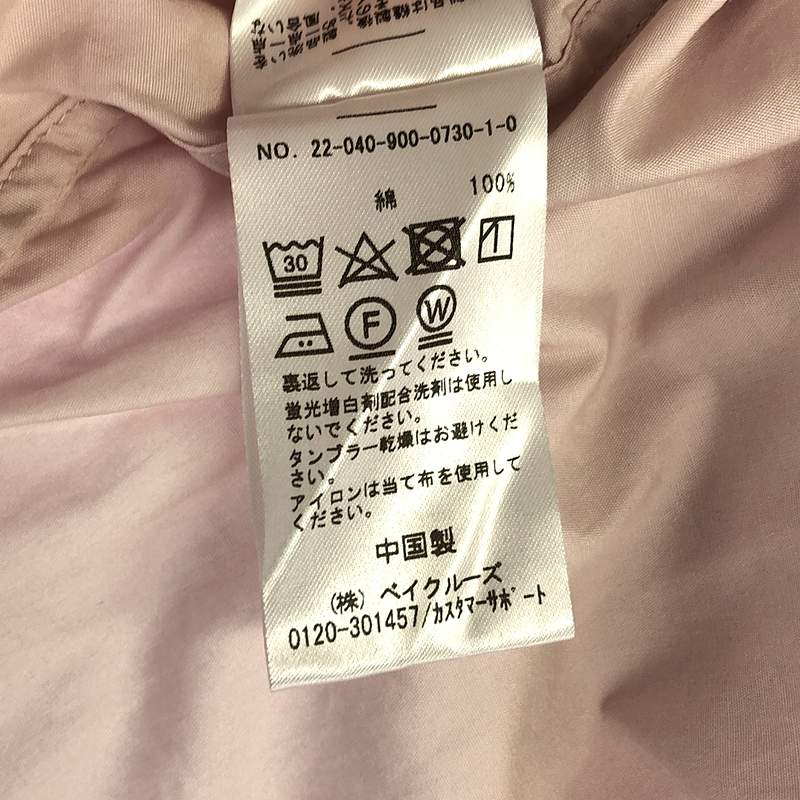 NO. 22-040-900-0730-1-0
綿 100%
30
F W
裏返して洗ってください。
蛍光増白剤配合洗剤は使用し
ないでください。
タンブラー乾燥はお避けくだ
さい。
アイロンは当て布を使用して
ください。
中国製
(株) ベイクルーズ
0120-301457/カスタマーサポート